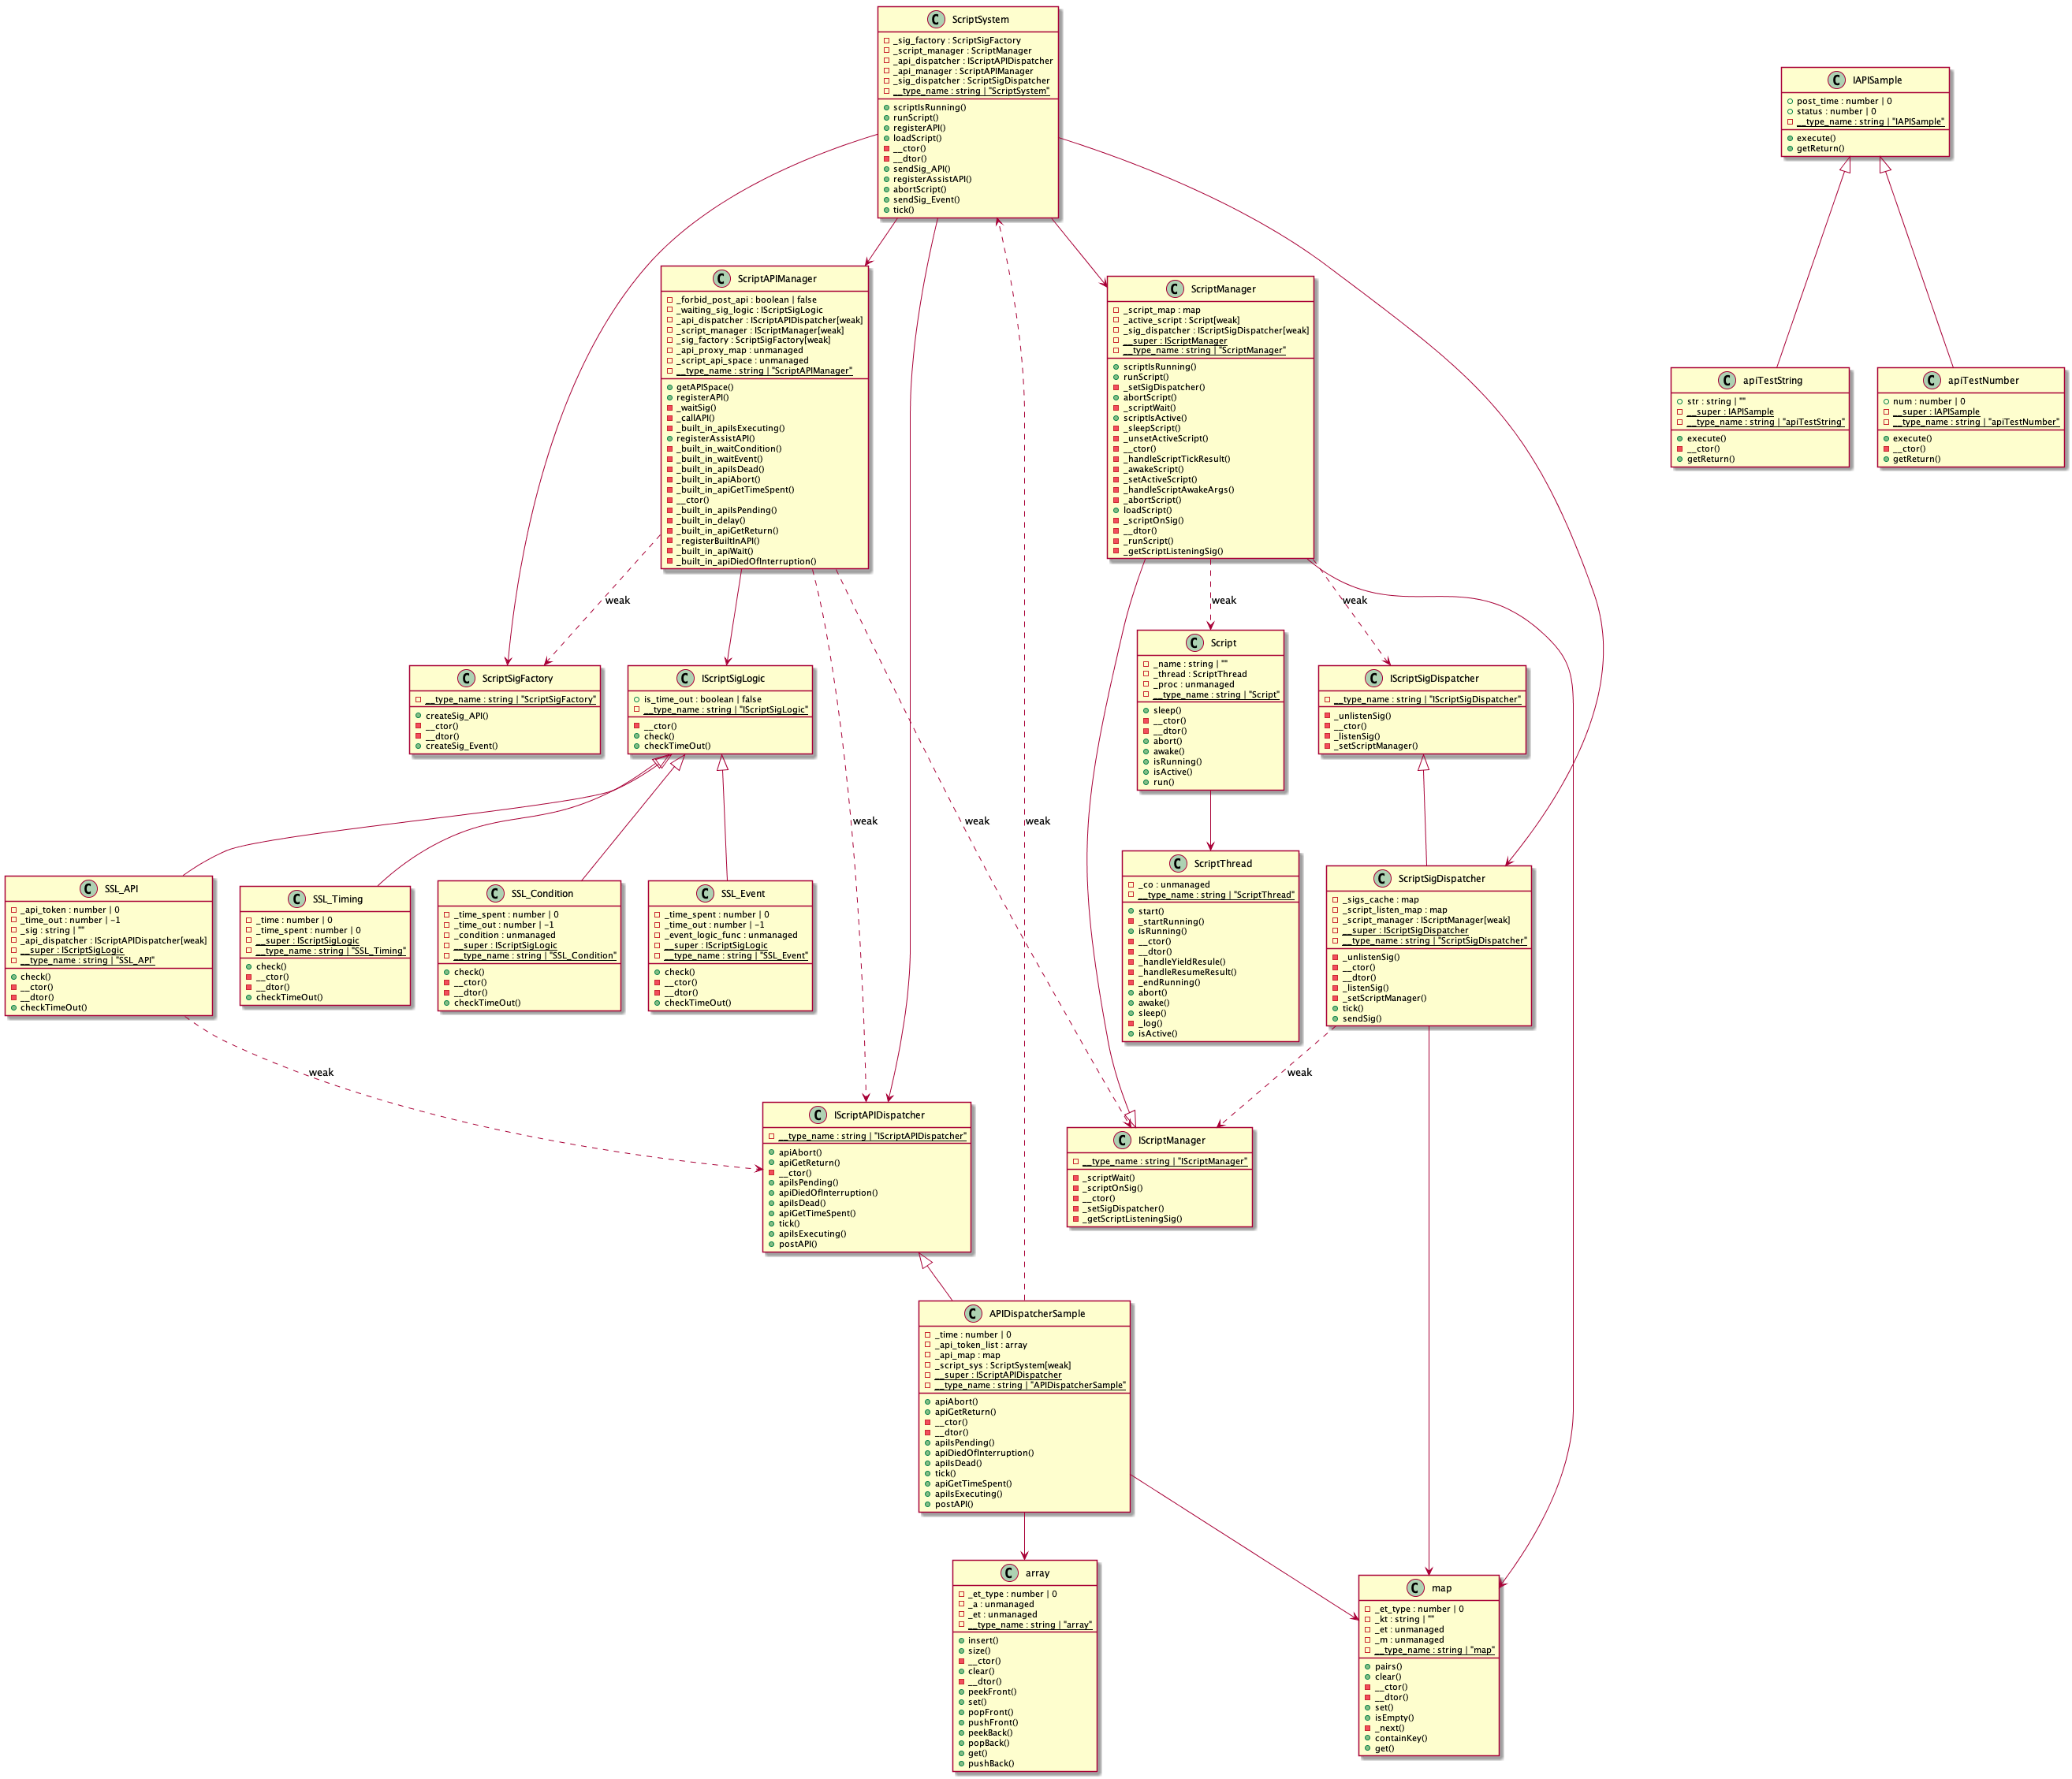 ScriptSystem
_sig_factory : ScriptSigFactory
_script_manager : ScriptManager
_api_dispatcher : IScriptAPIDispatcher
_api_manager : ScriptAPIManager
_sig_dispatcher : ScriptSigDispatcher
__type_name : string | "ScriptSystem"
scriptIsRunning()
runScript()
registerAPI()
loadScript()
__ctor()
__dtor()
sendSig_API()
registerAssistAPI()
abortScript()
sendSig_Event()
tick()
IAPISample
post_time : number | 0
status : number | 0
__type_name : string | "IAPISample"
execute()
getReturn()
ScriptAPIManager
_forbid_post_api : boolean | false
_waiting_sig_logic : IScriptSigLogic
_api_dispatcher : IScriptAPIDispatcher[weak]
_script_manager : IScriptManager[weak]
_sig_factory : ScriptSigFactory[weak]
_api_proxy_map : unmanaged
_script_api_space : unmanaged
__type_name : string | "ScriptAPIManager"
getAPISpace()
registerAPI()
_waitSig()
_callAPI()
_built_in_apiIsExecuting()
registerAssistAPI()
_built_in_waitCondition()
_built_in_waitEvent()
_built_in_apiIsDead()
_built_in_apiAbort()
_built_in_apiGetTimeSpent()
__ctor()
_built_in_apiIsPending()
_built_in_delay()
_built_in_apiGetReturn()
_registerBuiltInAPI()
_built_in_apiWait()
_built_in_apiDiedOfInterruption()
ScriptManager
_script_map : map
_active_script : Script[weak]
_sig_dispatcher : IScriptSigDispatcher[weak]
__super : IScriptManager
__type_name : string | "ScriptManager"
scriptIsRunning()
runScript()
_setSigDispatcher()
abortScript()
_scriptWait()
scriptIsActive()
_sleepScript()
_unsetActiveScript()
__ctor()
_handleScriptTickResult()
_awakeScript()
_setActiveScript()
_handleScriptAwakeArgs()
_abortScript()
loadScript()
_scriptOnSig()
__dtor()
_runScript()
_getScriptListeningSig()
apiTestString
str : string | ""
__super : IAPISample
__type_name : string | "apiTestString"
execute()
__ctor()
getReturn()
apiTestNumber
num : number | 0
__super : IAPISample
__type_name : string | "apiTestNumber"
execute()
__ctor()
getReturn()
weak
weak
weak
ScriptSigFactory
__type_name : string | "ScriptSigFactory"
createSig_API()
__ctor()
__dtor()
createSig_Event()
IScriptSigLogic
is_time_out : boolean | false
__type_name : string | "IScriptSigLogic"
__ctor()
check()
checkTimeOut()
Script
_name : string | ""
_thread : ScriptThread
_proc : unmanaged
__type_name : string | "Script"
sleep()
__ctor()
__dtor()
abort()
awake()
isRunning()
isActive()
run()
IScriptSigDispatcher
__type_name : string | "IScriptSigDispatcher"
_unlistenSig()
__ctor()
_listenSig()
_setScriptManager()
weak
weak
weak
SSL_API
_api_token : number | 0
_time_out : number | -1
_sig : string | ""
_api_dispatcher : IScriptAPIDispatcher[weak]
__super : IScriptSigLogic
__type_name : string | "SSL_API"
check()
__ctor()
__dtor()
checkTimeOut()
SSL_Timing
_time : number | 0
_time_spent : number | 0
__super : IScriptSigLogic
__type_name : string | "SSL_Timing"
check()
__ctor()
__dtor()
checkTimeOut()
SSL_Condition
_time_spent : number | 0
_time_out : number | -1
_condition : unmanaged
__super : IScriptSigLogic
__type_name : string | "SSL_Condition"
check()
__ctor()
__dtor()
checkTimeOut()
SSL_Event
_time_spent : number | 0
_time_out : number | -1
_event_logic_func : unmanaged
__super : IScriptSigLogic
__type_name : string | "SSL_Event"
check()
__ctor()
__dtor()
checkTimeOut()
ScriptThread
_co : unmanaged
__type_name : string | "ScriptThread"
start()
_startRunning()
isRunning()
__ctor()
__dtor()
_handleYieldResule()
_handleResumeResult()
_endRunning()
abort()
awake()
sleep()
_log()
isActive()
ScriptSigDispatcher
_sigs_cache : map
_script_listen_map : map
_script_manager : IScriptManager[weak]
__super : IScriptSigDispatcher
__type_name : string | "ScriptSigDispatcher"
_unlistenSig()
__ctor()
__dtor()
_listenSig()
_setScriptManager()
tick()
sendSig()
weak
weak
IScriptAPIDispatcher
__type_name : string | "IScriptAPIDispatcher"
apiAbort()
apiGetReturn()
__ctor()
apiIsPending()
apiDiedOfInterruption()
apiIsDead()
apiGetTimeSpent()
tick()
apiIsExecuting()
postAPI()
IScriptManager
__type_name : string | "IScriptManager"
_scriptWait()
_scriptOnSig()
__ctor()
_setSigDispatcher()
_getScriptListeningSig()
APIDispatcherSample
_time : number | 0
_api_token_list : array
_api_map : map
_script_sys : ScriptSystem[weak]
__super : IScriptAPIDispatcher
__type_name : string | "APIDispatcherSample"
apiAbort()
apiGetReturn()
__ctor()
__dtor()
apiIsPending()
apiDiedOfInterruption()
apiIsDead()
tick()
apiGetTimeSpent()
apiIsExecuting()
postAPI()
array
_et_type : number | 0
_a : unmanaged
_et : unmanaged
__type_name : string | "array"
insert()
size()
__ctor()
clear()
__dtor()
peekFront()
set()
popFront()
pushFront()
peekBack()
popBack()
get()
pushBack()
map
_et_type : number | 0
_kt : string | ""
_et : unmanaged
_m : unmanaged
__type_name : string | "map"
pairs()
clear()
__ctor()
__dtor()
set()
isEmpty()
_next()
containKey()
get()